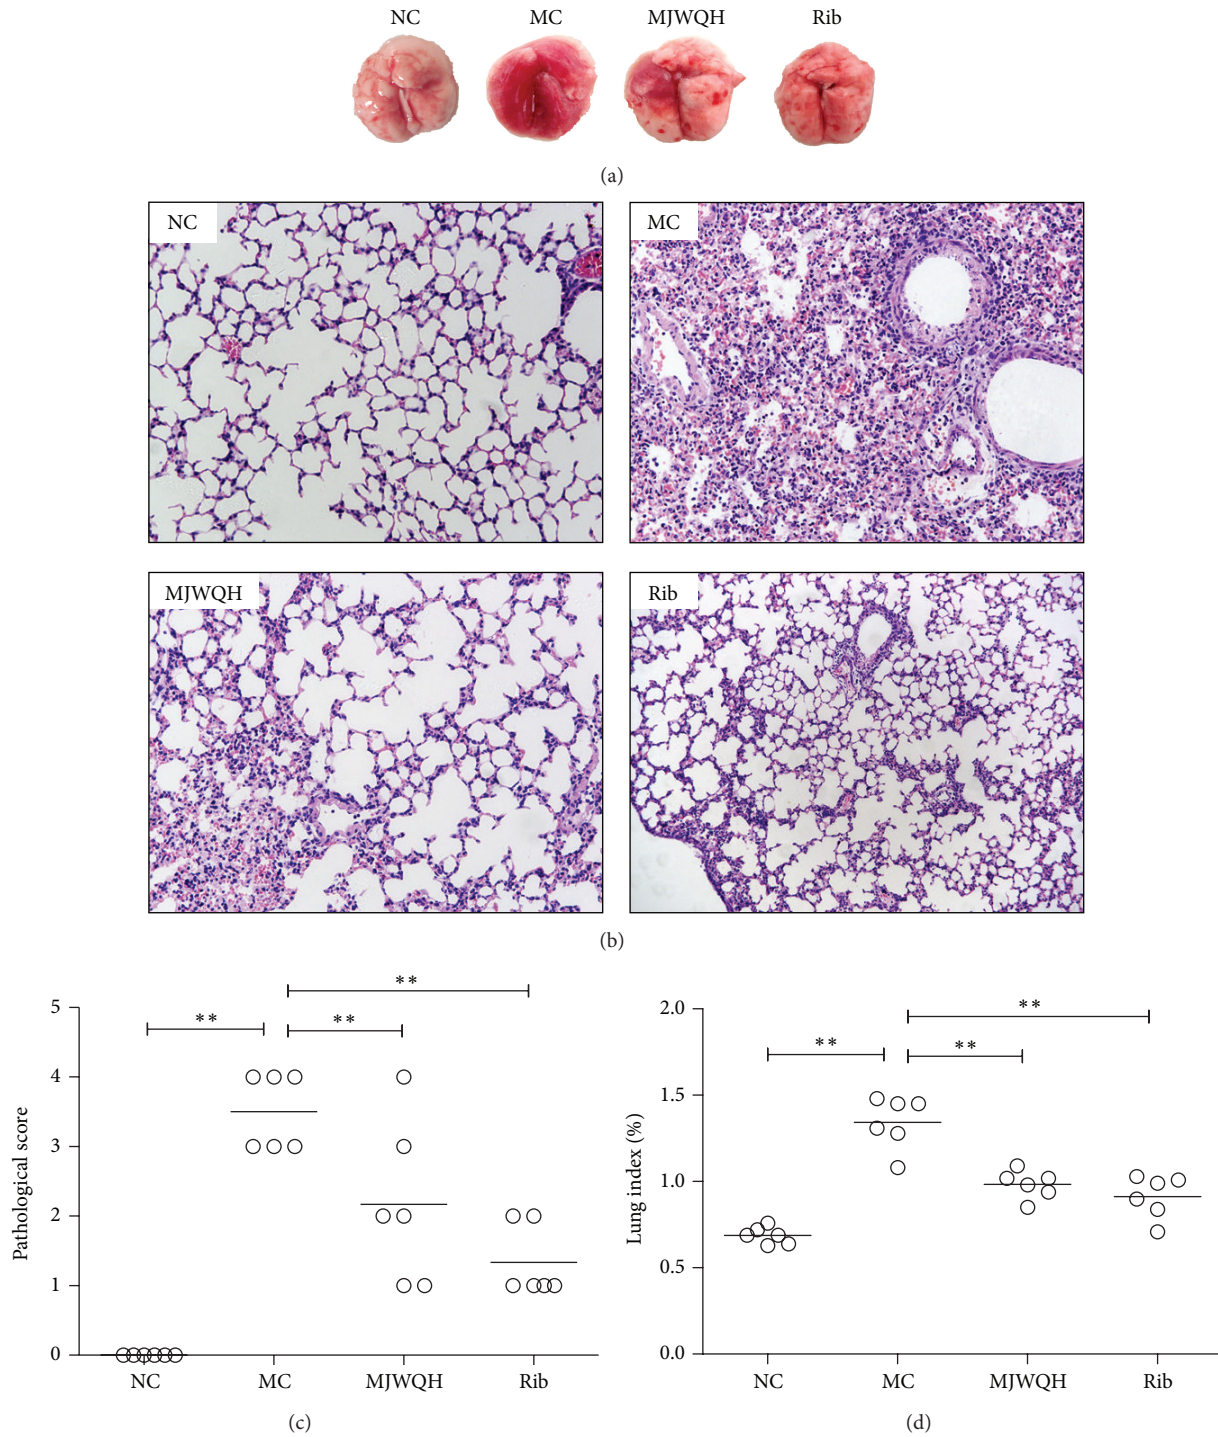 NC MC MJWQH Rib
(a)
NC MC
MJWQH Rib
(b)
Pathological score
5
4
3
2
1
0
** ** **
NC MC MJWQH Rib
(c)
Lung index (%)
2.0
1.5
1.0
0.5
0.0
** ** **
NC MC MJWQH Rib
(d)